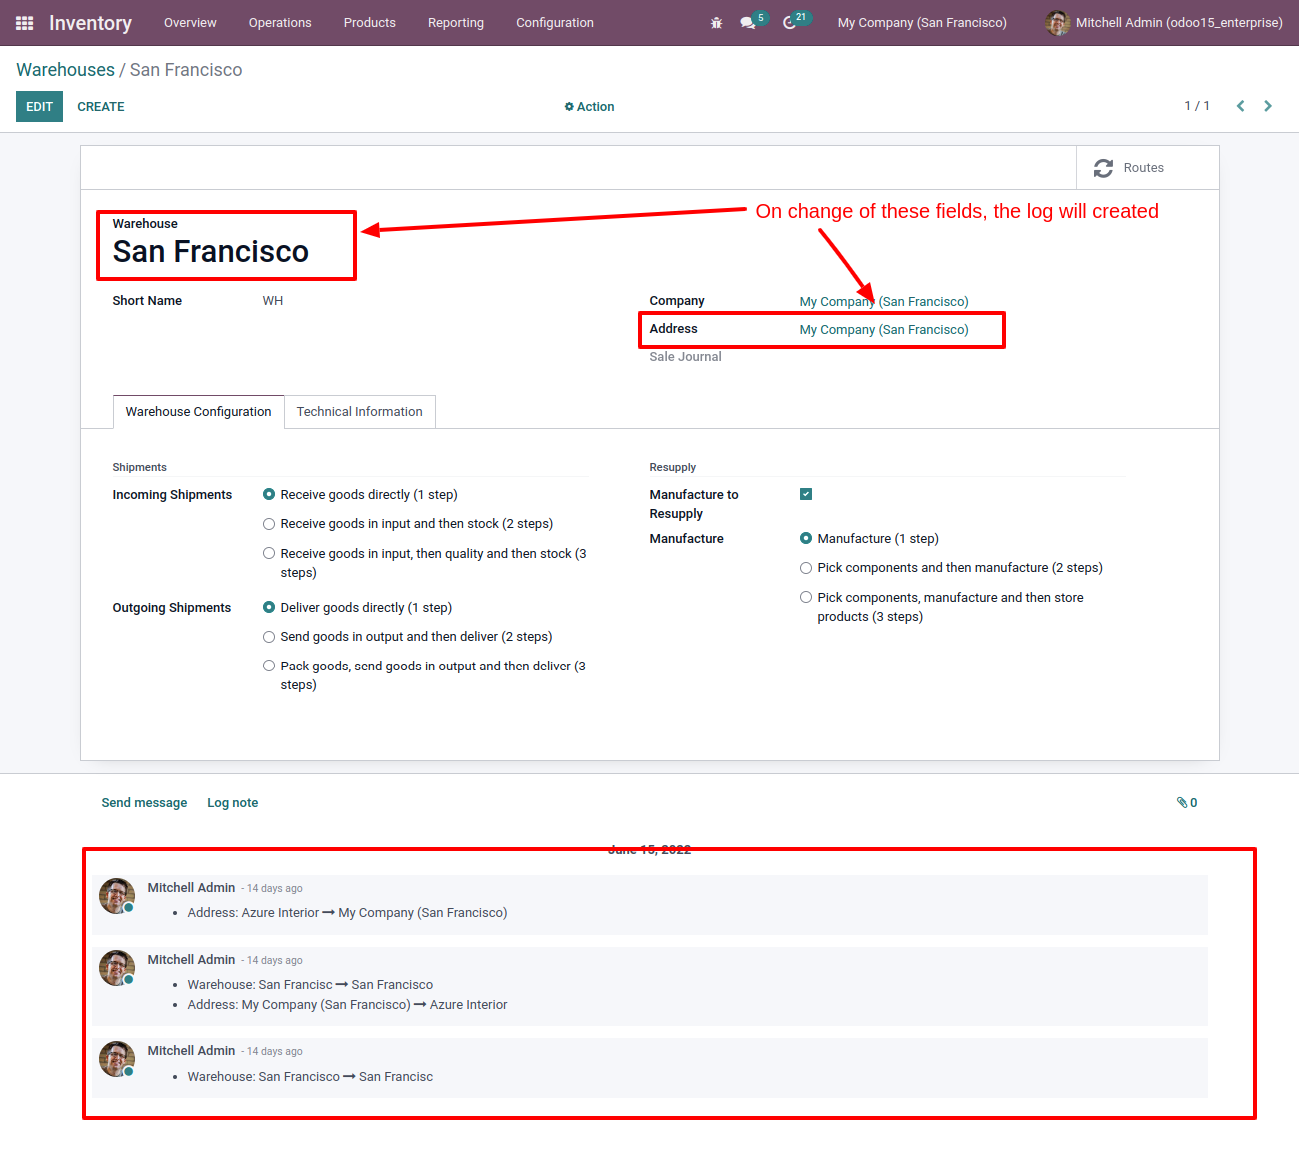 Inventory Overview Operations Products Reporting Configuration 5 21 My Company (San Francisco) Mitchell Admin (odoo15_enterprise)
Warehouses / San Francisco
EDIT CREATE Action 1 / 1
Routes
On change of these fields, the log will created
Warehouse
San Francisco
Short Name WH
Company My Company (San Francisco)
Address My Company (San Francisco)
Sale Journal
Warehouse Configuration Technical Information
Shipments
Incoming Shipments Receive goods directly (1 step)
Receive goods in input and then stock (2 steps)
Receive goods in input, then quality and then stock (3
steps)
Outgoing Shipments Deliver goods directly (1 step)
Send goods in output and then deliver (2 steps)
Pack goods, send goods in output and then deliver (3
steps)
Resupply
Manufacture to
Resupply
Manufacture Manufacture (1 step)
Pick components and then manufacture (2 steps)
Pick components, manufacture and then store
products (3 steps)
Send message Log note 0
June 15, 2022
Mitchell Admin - 14 days ago
• Address: Azure Interior → My Company (San Francisco)
Mitchell Admin - 14 days ago
• Warehouse: San Francisc → San Francisco
• Address: My Company (San Francisco) → Azure Interior
Mitchell Admin - 14 days ago
• Warehouse: San Francisco → San Francisc